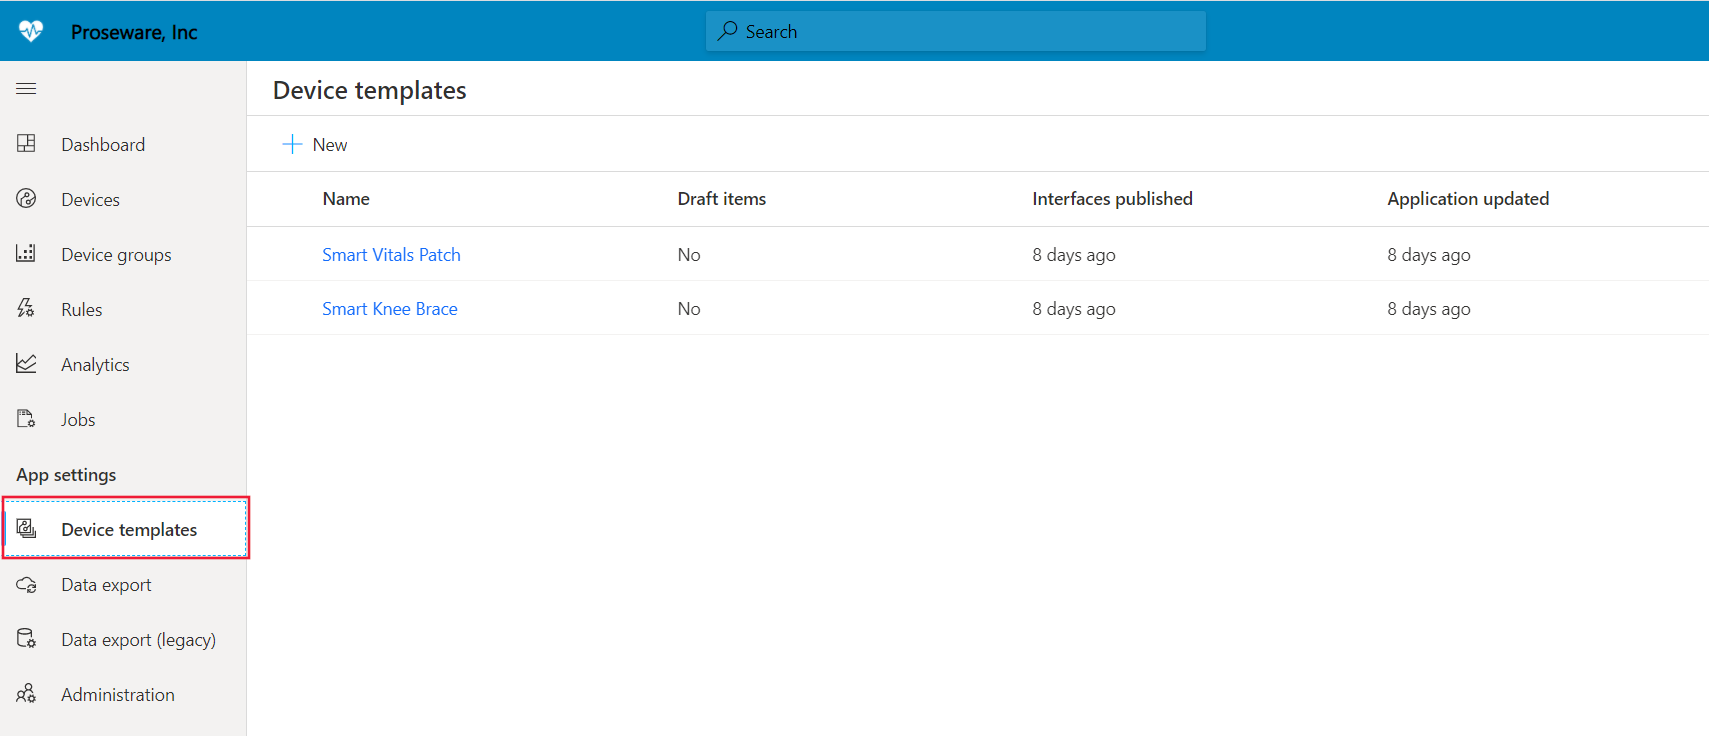 Proseware, Inc
Search
Device templates
New
Name Draft items Interfaces published Application updated
Smart Vitals Patch No 8 days ago 8 days ago
Smart Knee Brace No 8 days ago 8 days ago
Dashboard
Devices
Device groups
Rules
Analytics
Jobs
App settings
Device templates
Data export
Data export (legacy)
Administration